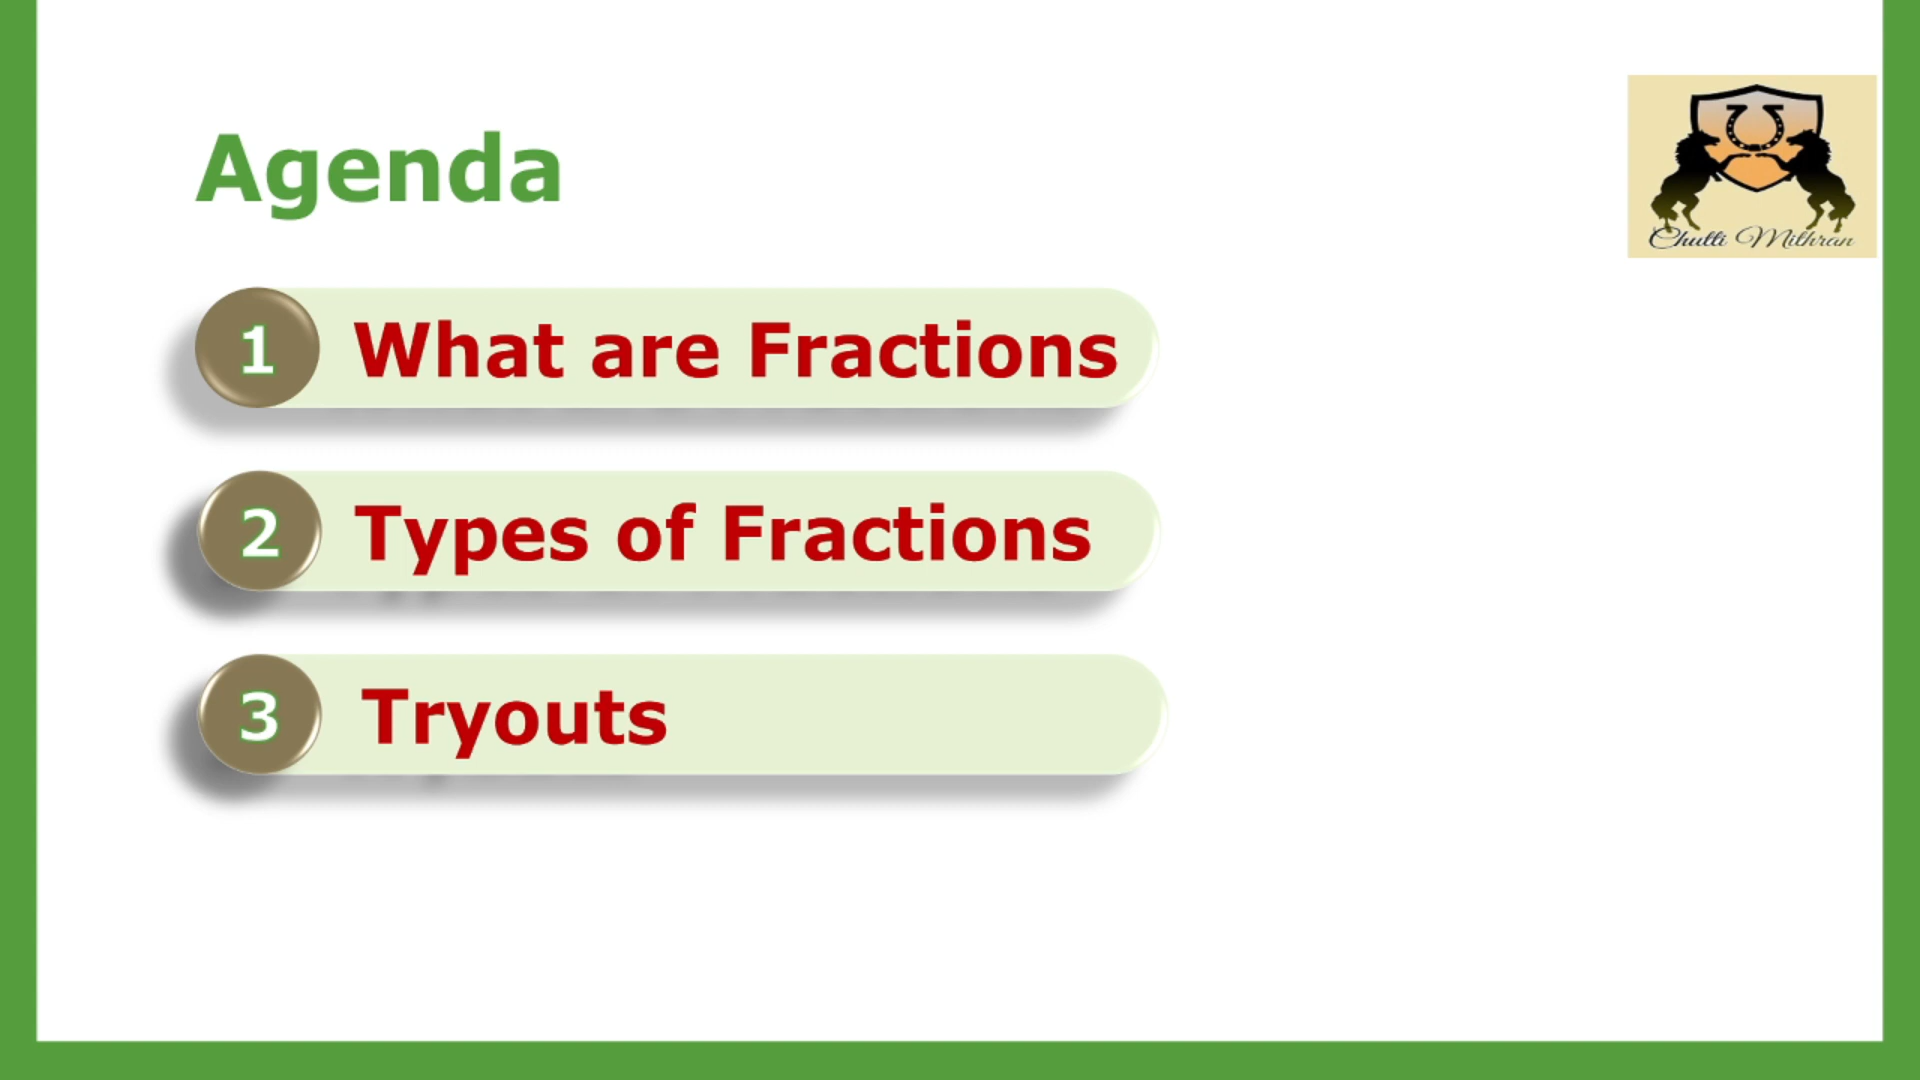 Agenda
Chutti Mithran
1 What are Fractions
2 Types of Fractions
3 Tryouts